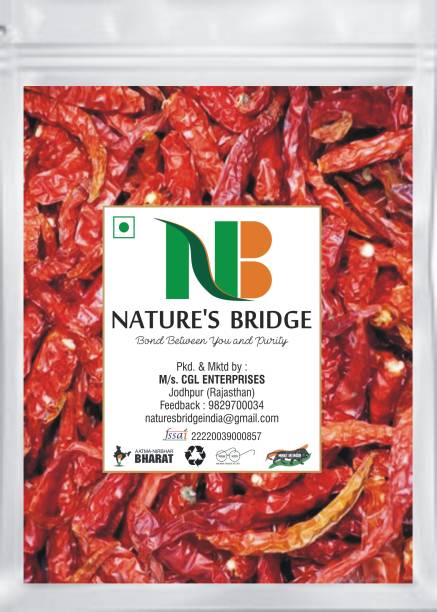 NB
NATURE'S BRIDGE
Bond Between You and Purity
Pkd. & Mktd by :
M/s. CGL ENTERPRISES
Jodhpur (Rajasthan)
Feedback : 9829700034
naturesbridgeindia@gmail.com
fssai 22220039000857
AATMA-NIRBHAR
BHARAT
MAKE IN INDIA